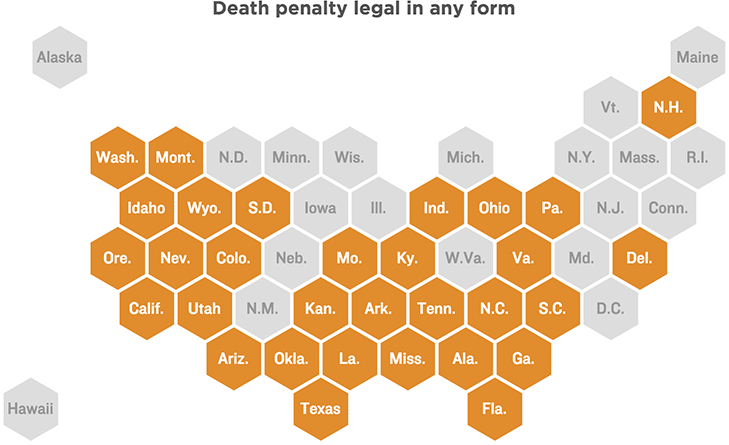 Death penalty legal in any form
Alaska Maine
Vt. N.H.
Wash. Mont. N.D. Minn. Wis. Mich. N.Y. Mass. R.I.
Idaho Wyo. S.D. Iowa Ill. Ind. Ohio Pa. N.J. Conn.
Ore. Nev. Colo. Neb. Mo. Ky. W.Va. Va. Md. Del.
Calif. Utah N.M. Kan. Ark. Tenn. N.C. S.C. D.C.
Ariz. Okla. La. Miss. Ala. Ga.
Hawaii Texas Fla.